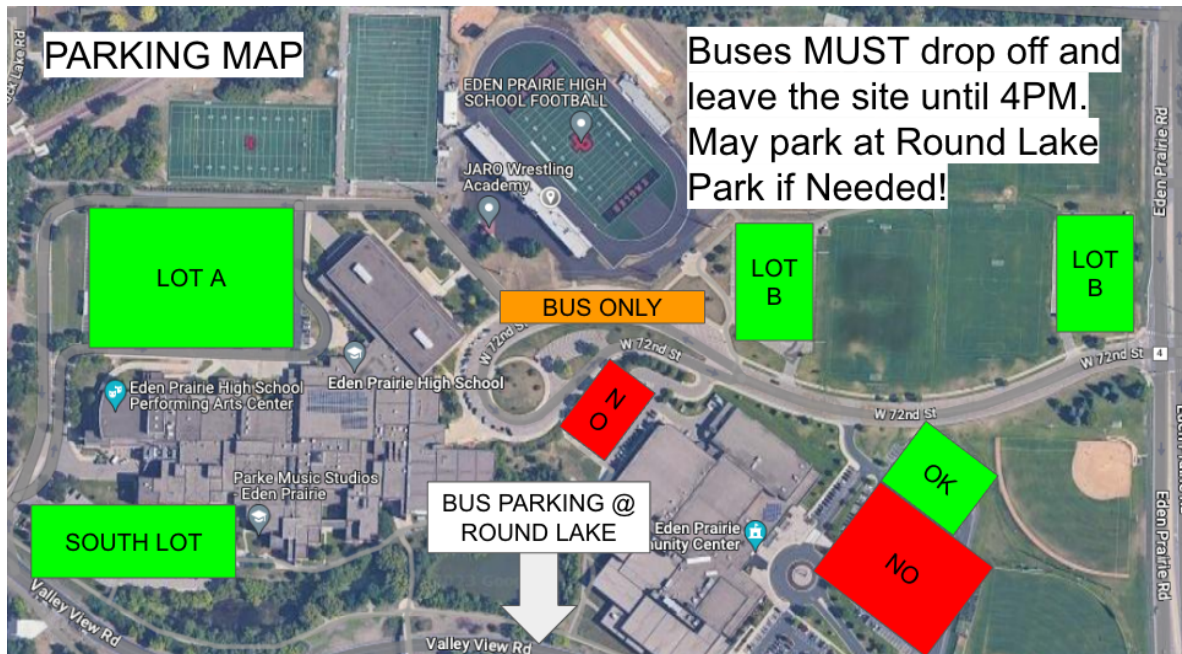 PARKING MAP
Buses MUST drop off and
leave the site until 4PM.
May park at Round Lake
Park if Needed!
EDEN PRAIRIE HIGH
SCHOOL FOOTBALL
JARO Wrestling
Academy
Eden Prairie Rd
LOT A
LOT
B
LOT
B
BUS ONLY
W 72nd St
W 72nd St
W 72nd St
4
W 72nd St
Eden Prairie High School
Eden Prairie High School
Performing Arts Center
NO
OK
NO
Parke Music Studios
- Eden Prairie
BUS PARKING @
ROUND LAKE
Eden Prairie
munity Center
SOUTH LOT
Eden Prairie Rd
Valley View Rd
Valley View Rd